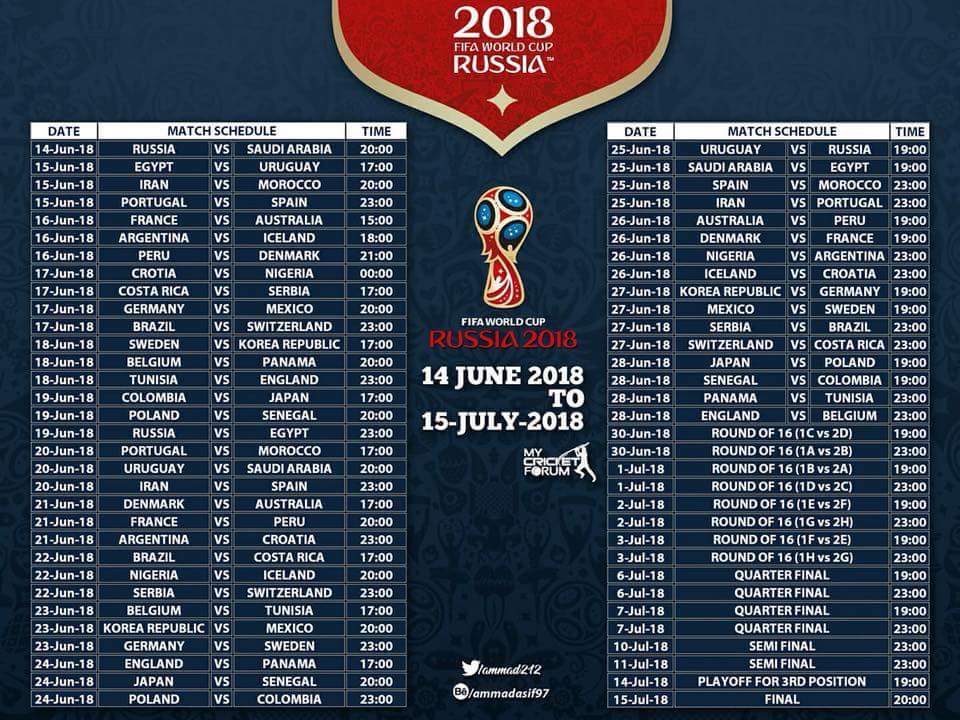 2018
FIFA WORLD CUP
RUSSIA™
DATE MATCH SCHEDULE TIME
14-Jun-18 RUSSIA VS SAUDI ARABIA 20:00
15-Jun-18 EGYPT VS URUGUAY 17:00
15-Jun-18 IRAN VS MOROCCO 20:00
15-Jun-18 PORTUGAL VS SPAIN 23:00
16-Jun-18 FRANCE VS AUSTRALIA 15:00
16-Jun-18 ARGENTINA VS ICELAND 18:00
16-Jun-18 PERU VS DENMARK 21:00
17-Jun-18 CROTIA VS NIGERIA 00:00
17-Jun-18 COSTA RICA VS SERBIA 17:00
17-Jun-18 GERMANY VS MEXICO 20:00
17-Jun-18 BRAZIL VS SWITZERLAND 23:00
18-Jun-18 SWEDEN VS KOREA REPUBLIC 17:00
18-Jun-18 BELGIUM VS PANAMA 20:00
18-Jun-18 TUNISIA VS ENGLAND 23:00
19-Jun-18 COLOMBIA VS JAPAN 17:00
19-Jun-18 POLAND VS SENEGAL 20:00
19-Jun-18 RUSSIA VS EGYPT 23:00
20-Jun-18 PORTUGAL VS MOROCCO 17:00
20-Jun-18 URUGUAY VS SAUDI ARABIA 20:00
20-Jun-18 IRAN VS SPAIN 23:00
21-Jun-18 DENMARK VS AUSTRALIA 17:00
21-Jun-18 FRANCE VS PERU 20:00
21-Jun-18 ARGENTINA VS CROATIA 23:00
22-Jun-18 BRAZIL VS COSTA RICA 17:00
22-Jun-18 NIGERIA VS ICELAND 20:00
22-Jun-18 SERBIA VS SWITZERLAND 23:00
23-Jun-18 BELGIUM VS TUNISIA 17:00
23-Jun-18 KOREA REPUBLIC VS MEXICO 20:00
23-Jun-18 GERMANY VS SWEDEN 23:00
24-Jun-18 ENGLAND VS PANAMA 17:00
24-Jun-18 JAPAN VS SENEGAL 20:00
24-Jun-18 POLAND VS COLOMBIA 23:00
FIFA WORLD CUP
RUSSIA 2018
14 JUNE 2018
TO
15-JULY-2018
MY
CRICKET
FORUM
/ammadi212
Bē /ammadasif97
DATE MATCH SCHEDULE TIME
25-Jun-18 URUGUAY VS RUSSIA 19:00
25-Jun-18 SAUDI ARABIA VS EGYPT 19:00
25-Jun-18 SPAIN VS MOROCCO 23:00
25-Jun-18 IRAN VS PORTUGAL 23:00
26-Jun-18 AUSTRALIA VS PERU 19:00
26-Jun-18 DENMARK VS FRANCE 19:00
26-Jun-18 NIGERIA VS ARGENTINA 23:00
26-Jun-18 ICELAND VS CROATIA 23:00
27-Jun-18 KOREA REPUBLIC VS GERMANY 19:00
27-Jun-18 MEXICO VS SWEDEN 19:00
27-Jun-18 SERBIA VS BRAZIL 23:00
27-Jun-18 SWITZERLAND VS COSTA RICA 23:00
28-Jun-18 JAPAN VS POLAND 19:00
28-Jun-18 SENEGAL VS COLOMBIA 19:00
28-Jun-18 PANAMA VS TUNISIA 23:00
28-Jun-18 ENGLAND VS BELGIUM 23:00
30-Jun-18 ROUND OF 16 (1C vs 2D) 19:00
30-Jun-18 ROUND OF 16 (1A vs 2B) 23:00
1-Jul-18 ROUND OF 16 (1B vs 2A) 19:00
1-Jul-18 ROUND OF 16 (1D vs 2C) 23:00
2-Jul-18 ROUND OF 16 (1E vs 2F) 19:00
2-Jul-18 ROUND OF 16 (1G vs 2H) 23:00
3-Jul-18 ROUND OF 16 (1F vs 2E) 19:00
3-Jul-18 ROUND OF 16 (1H vs 2G) 23:00
6-Jul-18 QUARTER FINAL 19:00
6-Jul-18 QUARTER FINAL 23:00
7-Jul-18 QUARTER FINAL 19:00
7-Jul-18 QUARTER FINAL 23:00
10-Jul-18 SEMI FINAL 23:00
11-Jul-18 SEMI FINAL 23:00
14-Jul-18 PLAYOFF FOR 3RD POSITION 19:00
15-Jul-18 FINAL 20:00